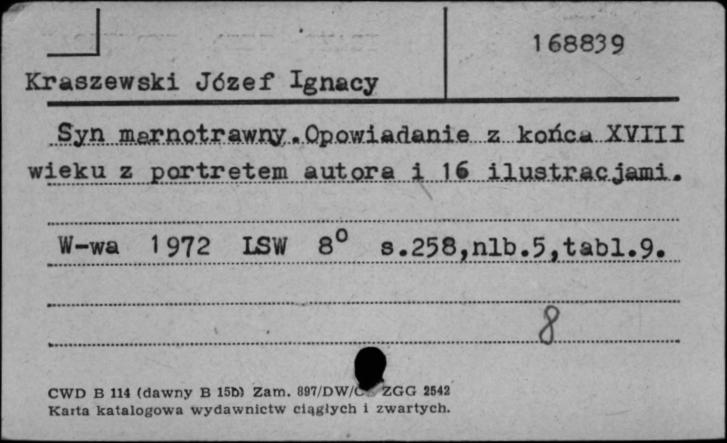 168839
Kraszewski Józef Ignacy
Syn marnotrawny.Opowiadanie z końca XVIII
wieku z portretem autora i 16 ilustracjami.
W-wa 1972 LSW 8° s.258,nlb.5,tabl.9.
8
CWD B 114 (dawny B 15b) Zam. 897/DW/ ZGG 2542
Karta katalogowa wydawnictw ciągłych i zwartych.